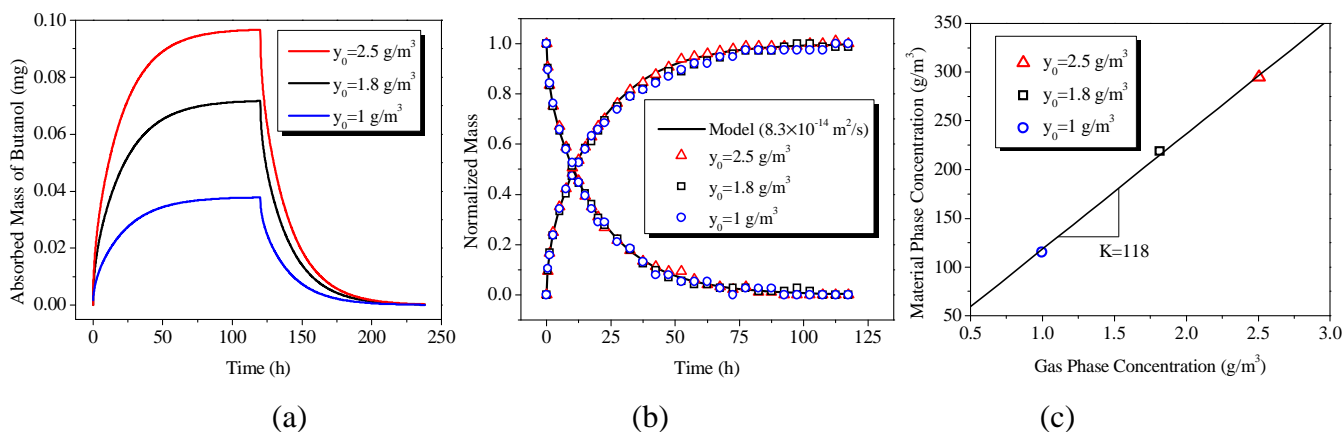 0.10
0.08
0.06
0.04
0.02
0.00
Absorbed Mass of Butanol (mg)
y₀=2.5 g/m³
y₀=1.8 g/m³
y₀=1 g/m³
0 50 100 150 200 250
Time (h)
(a)
1.0
0.8
0.6
0.4
0.2
0.0
Normalized Mass
Model (8.3×10⁻¹⁴ m²/s)
y₀=2.5 g/m³
y₀=1.8 g/m³
y₀=1 g/m³
0 25 50 75 100 125
Time (h)
(b)
350
300
250
200
150
100
50
Material Phase Concentration (g/m³)
y₀=2.5 g/m³
y₀=1.8 g/m³
y₀=1 g/m³
K=118
0.5 1.0 1.5 2.0 2.5 3.0
Gas Phase Concentration (g/m³)
(c)